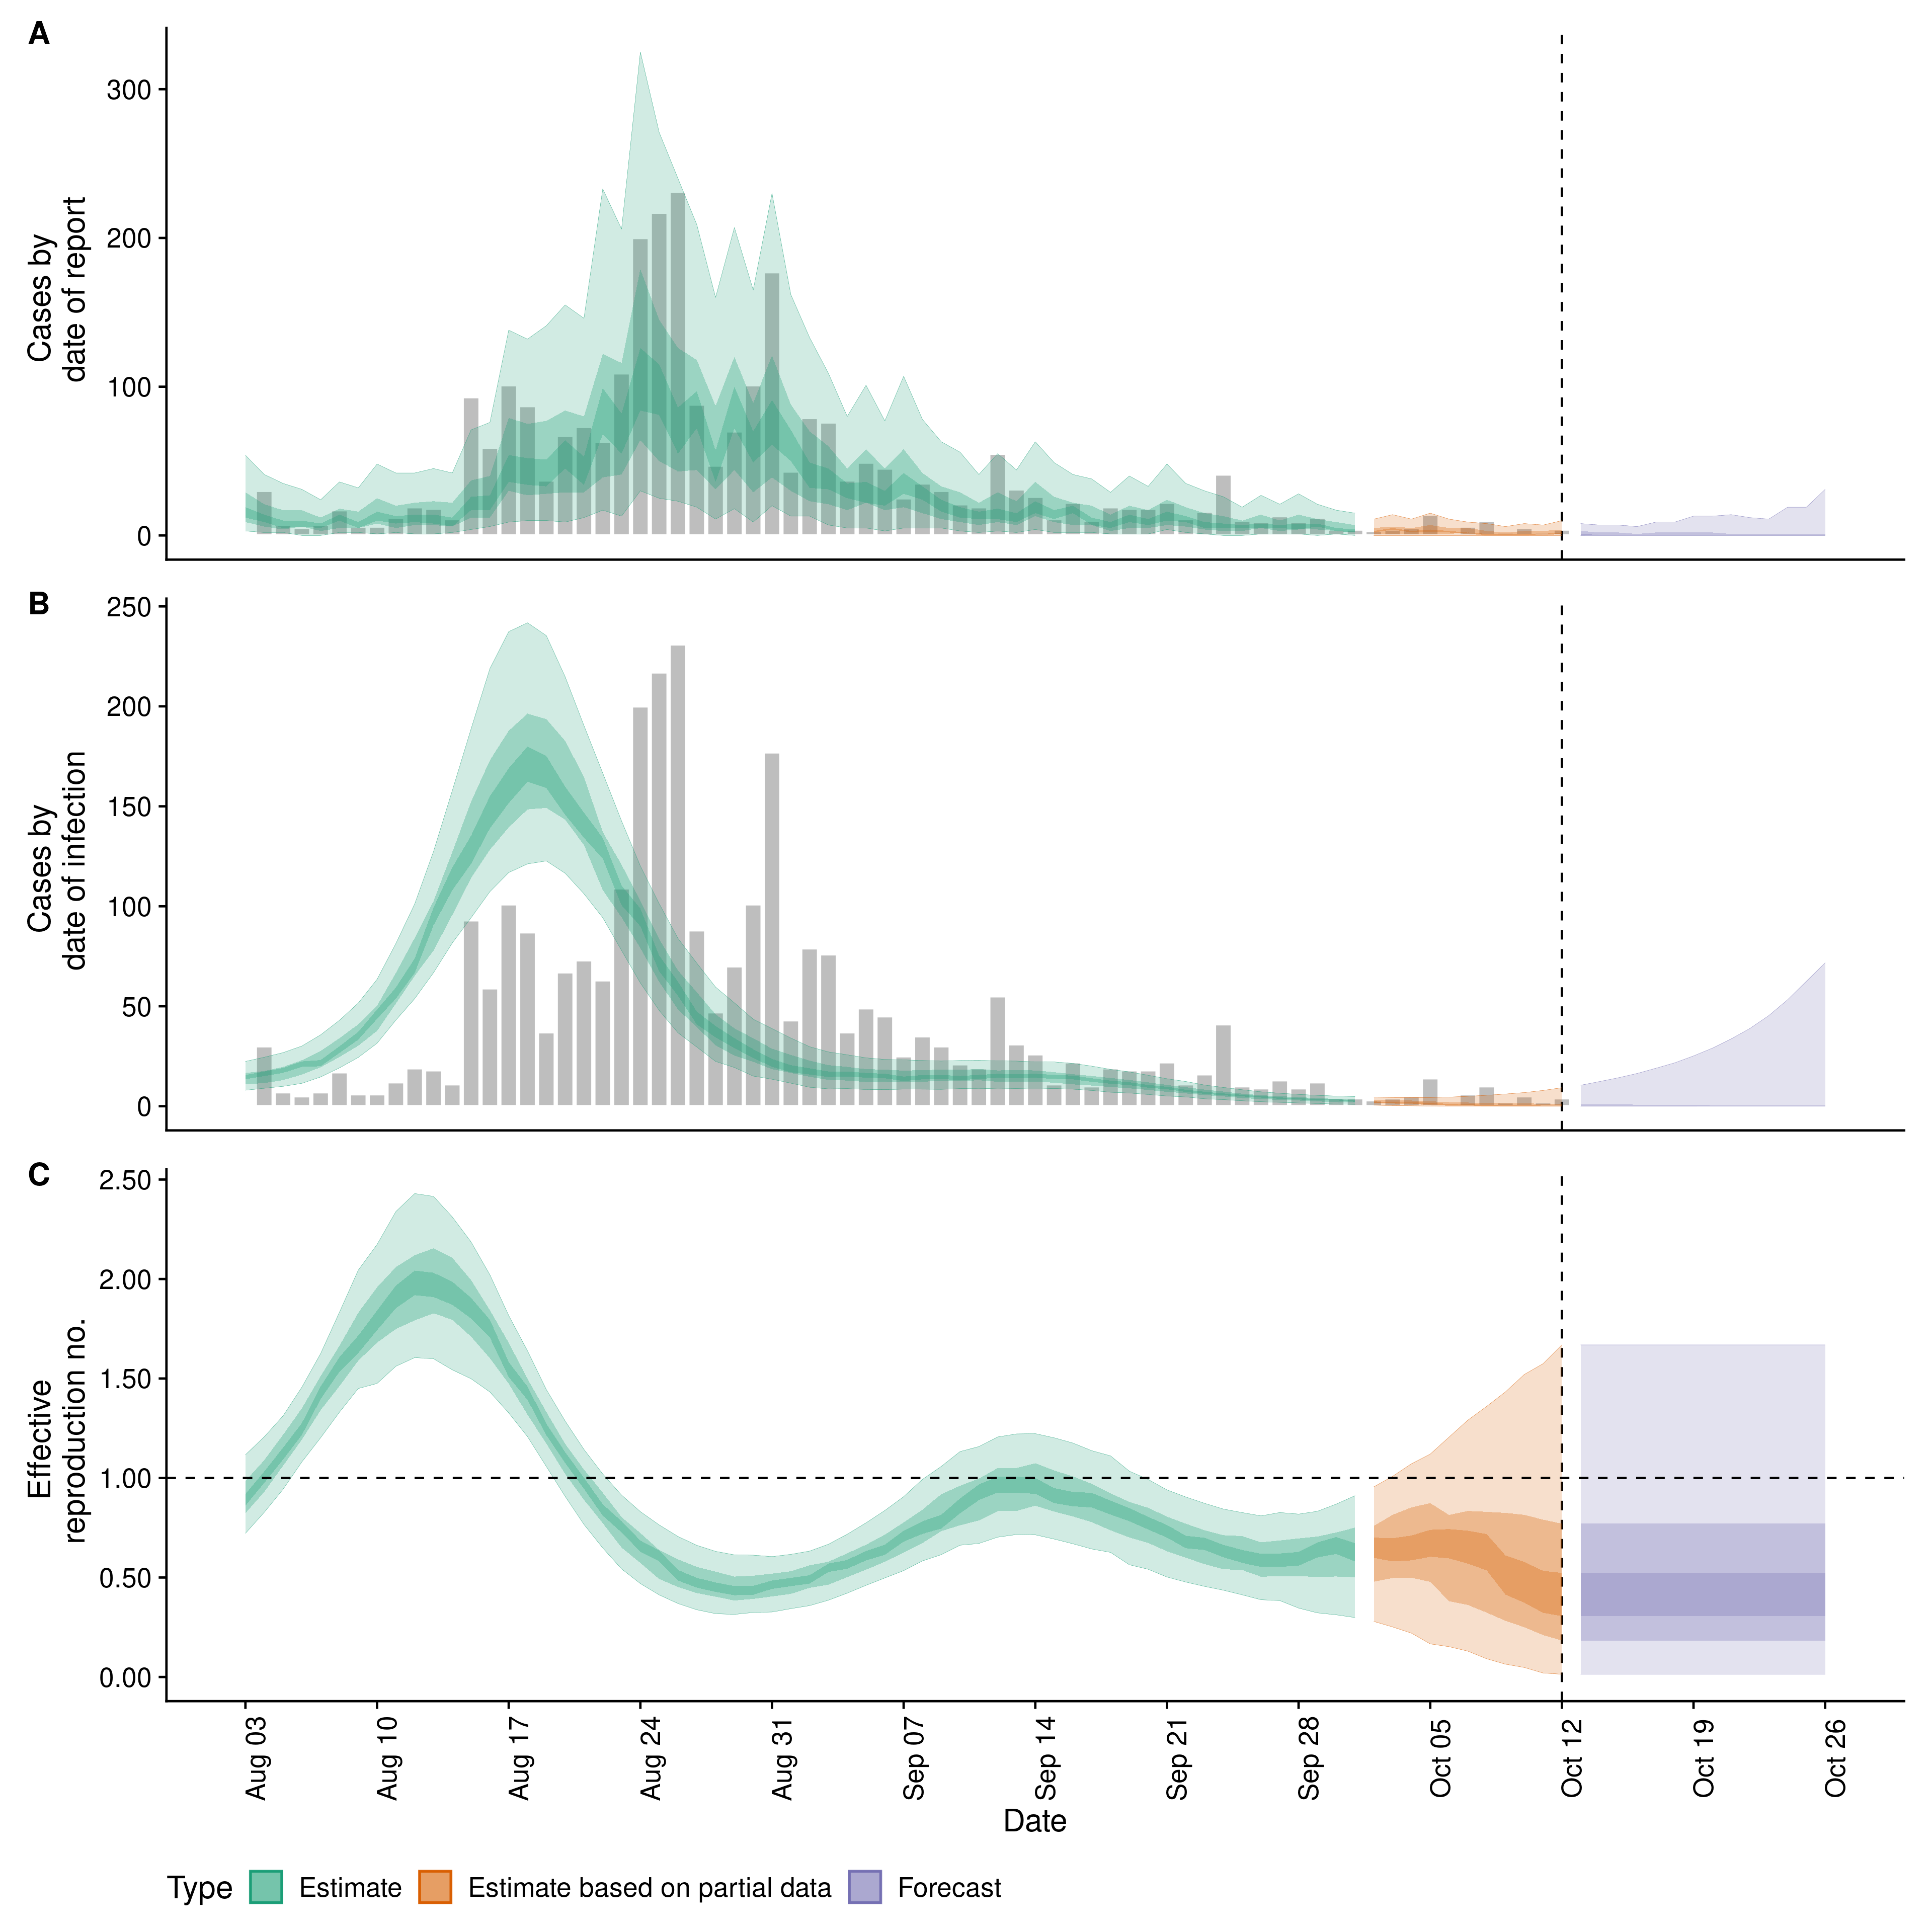 A
300
200
100
0
Cases by
date of report
B
250
200
150
100
50
0
Cases by
date of infection
C
2.50
2.00
1.50
1.00
0.50
0.00
Effective
reproduction no.
Aug 03
Aug 10
Aug 17
Aug 24
Aug 31
Sep 07
Sep 14
Sep 21
Sep 28
Oct 05
Oct 12
Oct 19
Oct 26
Date
Type Estimate Estimate based on partial data Forecast